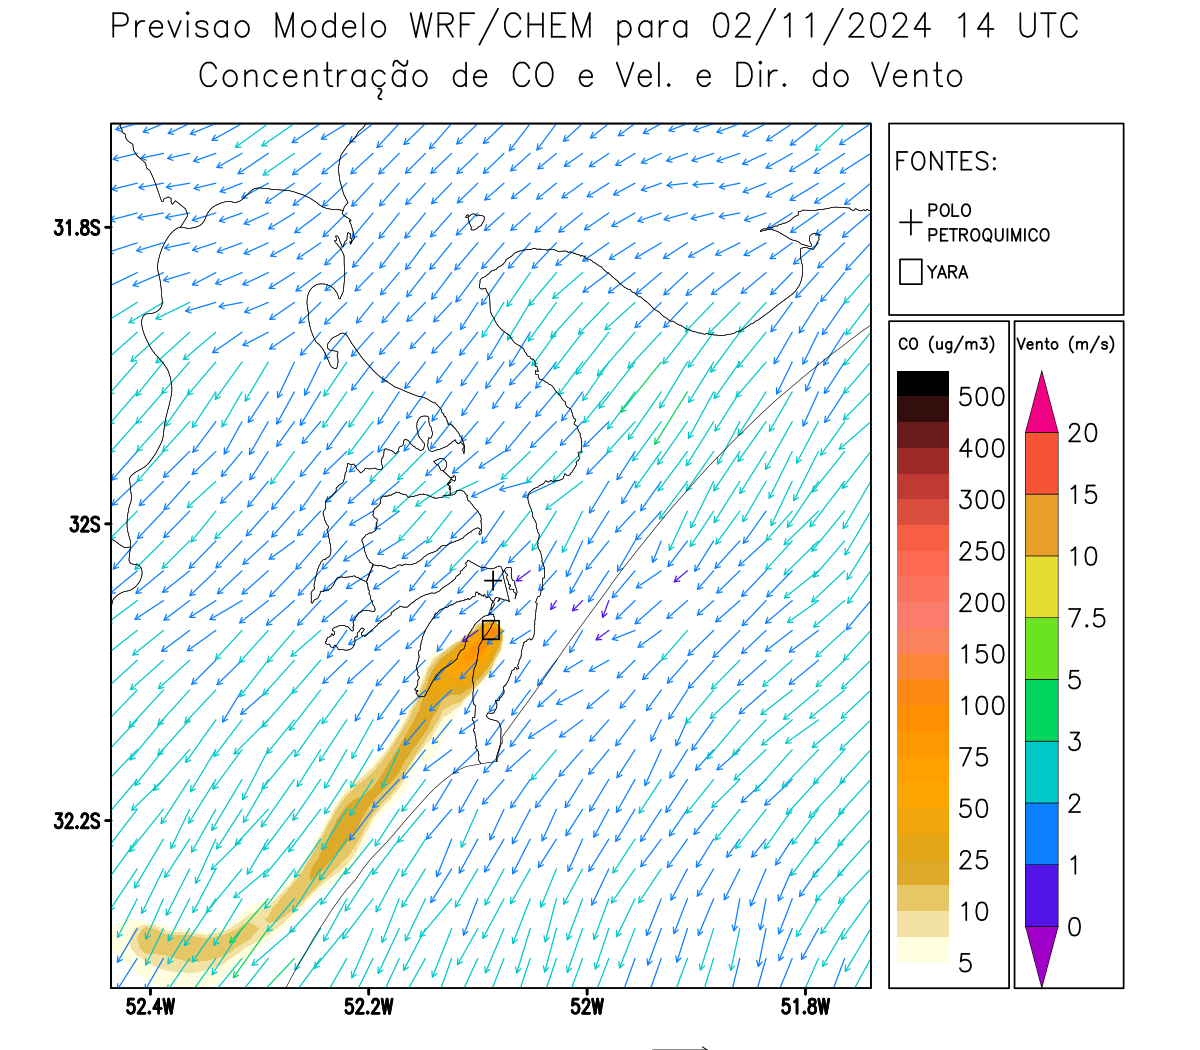 Previsao Modelo WRF/CHEM para 02/11/2024 14 UTC
Concentração de CO e Vel. e Dir. do Vento
FONTES:
POLO
PETROQUIMICO
YARA
31.8S
32S
32.2S
52.4W
52.2W
52W
51.8W
CO (ug/m3)
500
400
300
250
200
150
100
75
50
25
10
5
Vento (m/s)
20
15
10
7.5
5
3
2
1
0